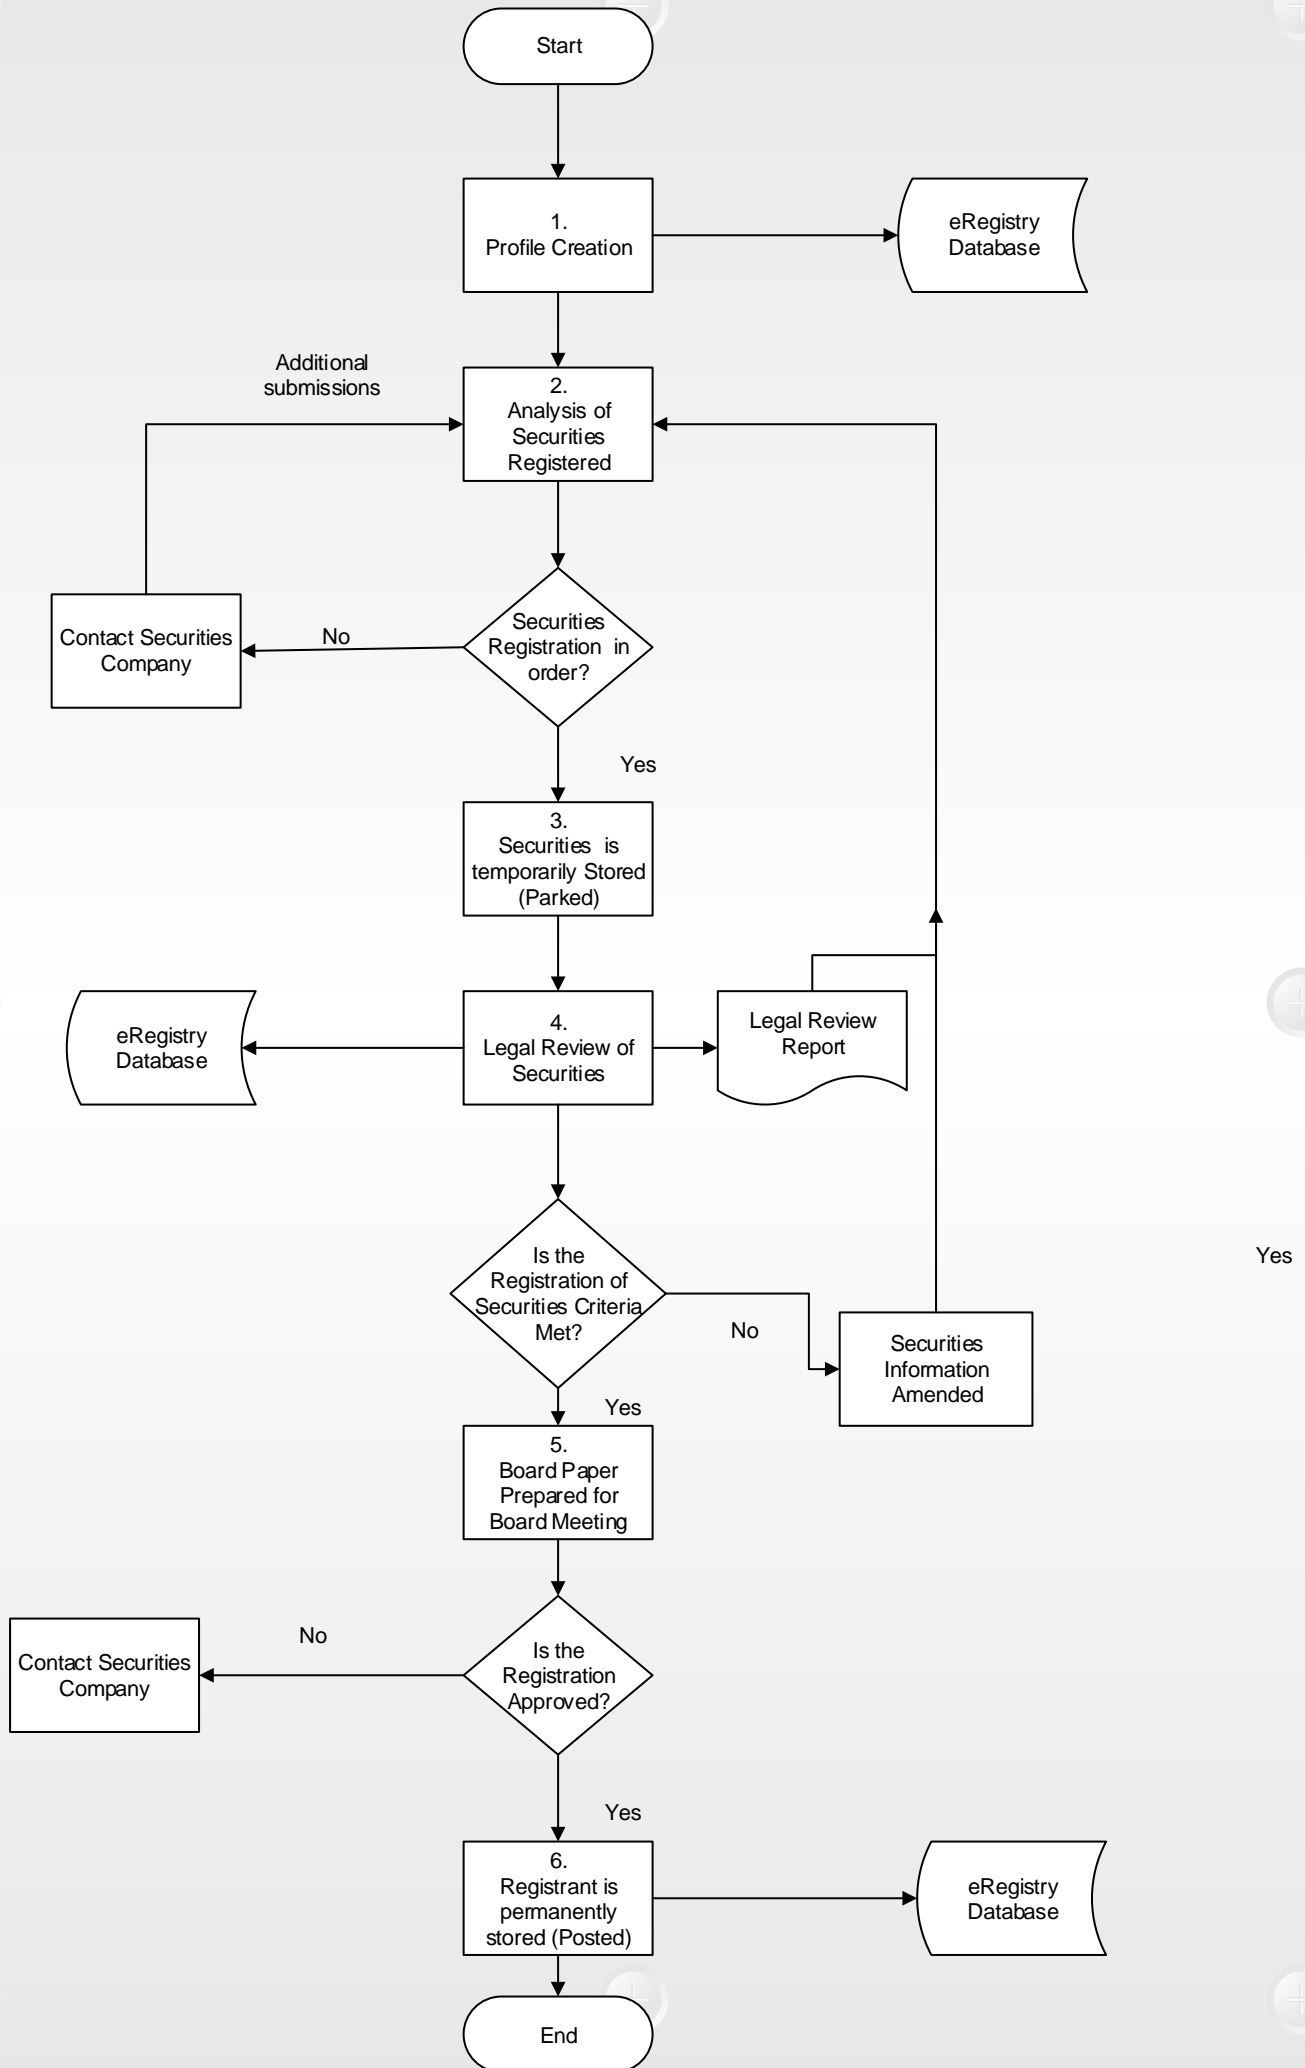 Start
1.
Profile Creation
eRegistry
Database
Additional
submissions
2.
Analysis of
Securities
Registered
Contact Securities
Company
No
Securities
Registration in
order?
Yes
3.
Securities is
temporarily Stored
(Parked)
eRegistry
Database
4.
Legal Review of
Securities
Legal Review
Report
Is the
Registration of
Securities Criteria
Met?
No
Yes
Securities
Information
Amended
Yes
5.
Board Paper
Prepared for
Board Meeting
Contact Securities
Company
No
Is the
Registration
Approved?
Yes
6.
Registrant is
permanently
stored (Posted)
eRegistry
Database
End